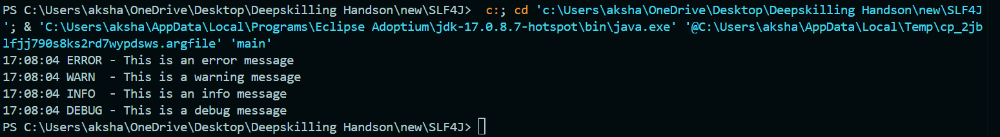 PS C:\Users\aksha\OneDrive\Desktop\Deepskilling Handson\new\SLF4J>  c:; cd 'c:\Users\aksha\OneDrive\Desktop\Deepskilling Handson\new\SLF4J
'; & 'C:\Users\aksha\AppData\Local\Programs\Eclipse Adoptium\jdk-17.0.8.7-hotspot\bin\java.exe' '@C:\Users\aksha\AppData\Local\Temp\cp_2jb
lfjj790s8ks2rd7wypdsws.argfile' 'main'
17:08:04 ERROR - This is an error message
17:08:04 WARN  - This is a warning message
17:08:04 INFO  - This is an info message
17:08:04 DEBUG - This is a debug message
PS C:\Users\aksha\OneDrive\Desktop\Deepskilling Handson\new\SLF4J>